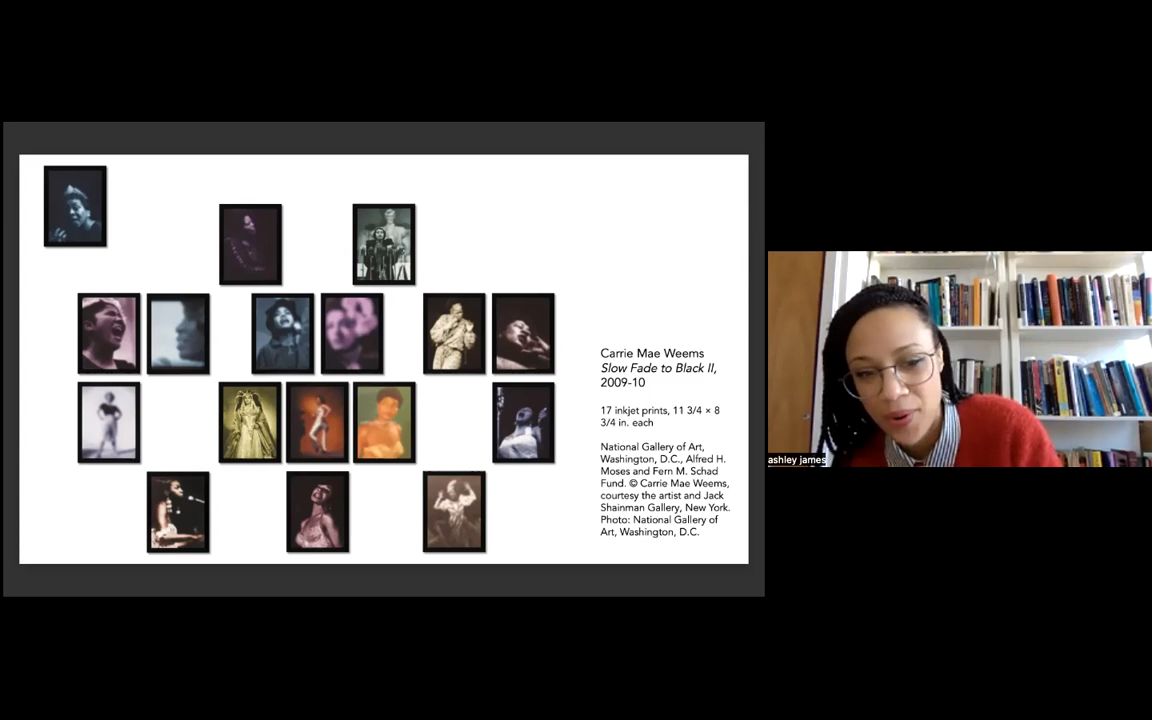 Carrie Mae Weems
Slow Fade to Black II,
2009-10
17 inkjet prints, 11 3/4 × 8
3/4 in. each
National Gallery of Art,
Washington, D.C., Alfred H.
Moses and Fern M. Schad
Fund. © Carrie Mae Weems,
courtesy the artist and Jack
Shainman Gallery, New York.
Photo: National Gallery of
Art, Washington, D.C.
ashley james